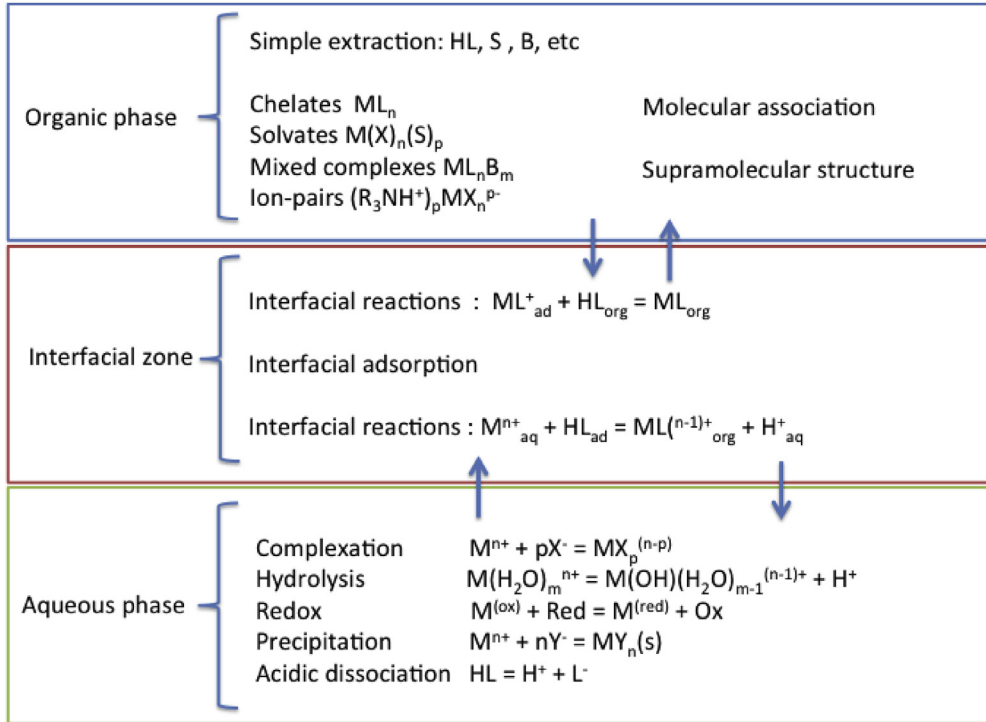 Organic phase
Simple extraction: HL, S , B, etc
Chelates MLₙ
Solvates M(X)ₙ(S)ₚ
Mixed complexes MLₙBₘ
Ion-pairs (R₃NH⁺)ₚMXₙᵖ⁻
Molecular association
Supramolecular structure
Interfacial zone
Interfacial reactions : ML⁺ad + HLorg = MLorg
Interfacial adsorption
Interfacial reactions : Mⁿ⁺aq + HLad = ML(⁽ⁿ⁻¹⁾⁺org + H⁺aq
Aqueous phase
Complexation Mⁿ⁺ + pX⁻ = MXₚ⁽ⁿ⁻ᵖ⁾
Hydrolysis M(H₂O)ₘⁿ⁺ = M(OH)(H₂O)ₘ₋₁⁽ⁿ⁻¹⁾⁺ + H⁺
Redox M⁽ᵒˣ⁾ + Red = M⁽ʳᵉᵈ⁾ + Ox
Precipitation Mⁿ⁺ + nY⁻ = MYₙ(s)
Acidic dissociation HL = H⁺ + L⁻